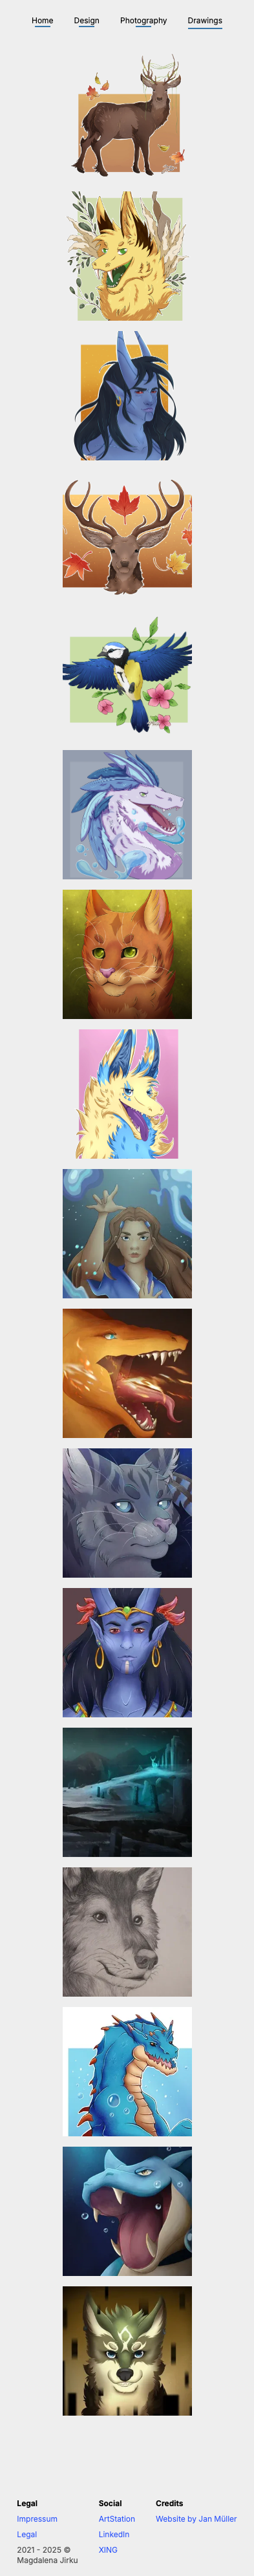 Home Design Photography Drawings
Legal Social Credits
Impressum ArtStation Website by Jan Müller
Legal LinkedIn
2021 - 2025 © XING
Magdalena Jirku